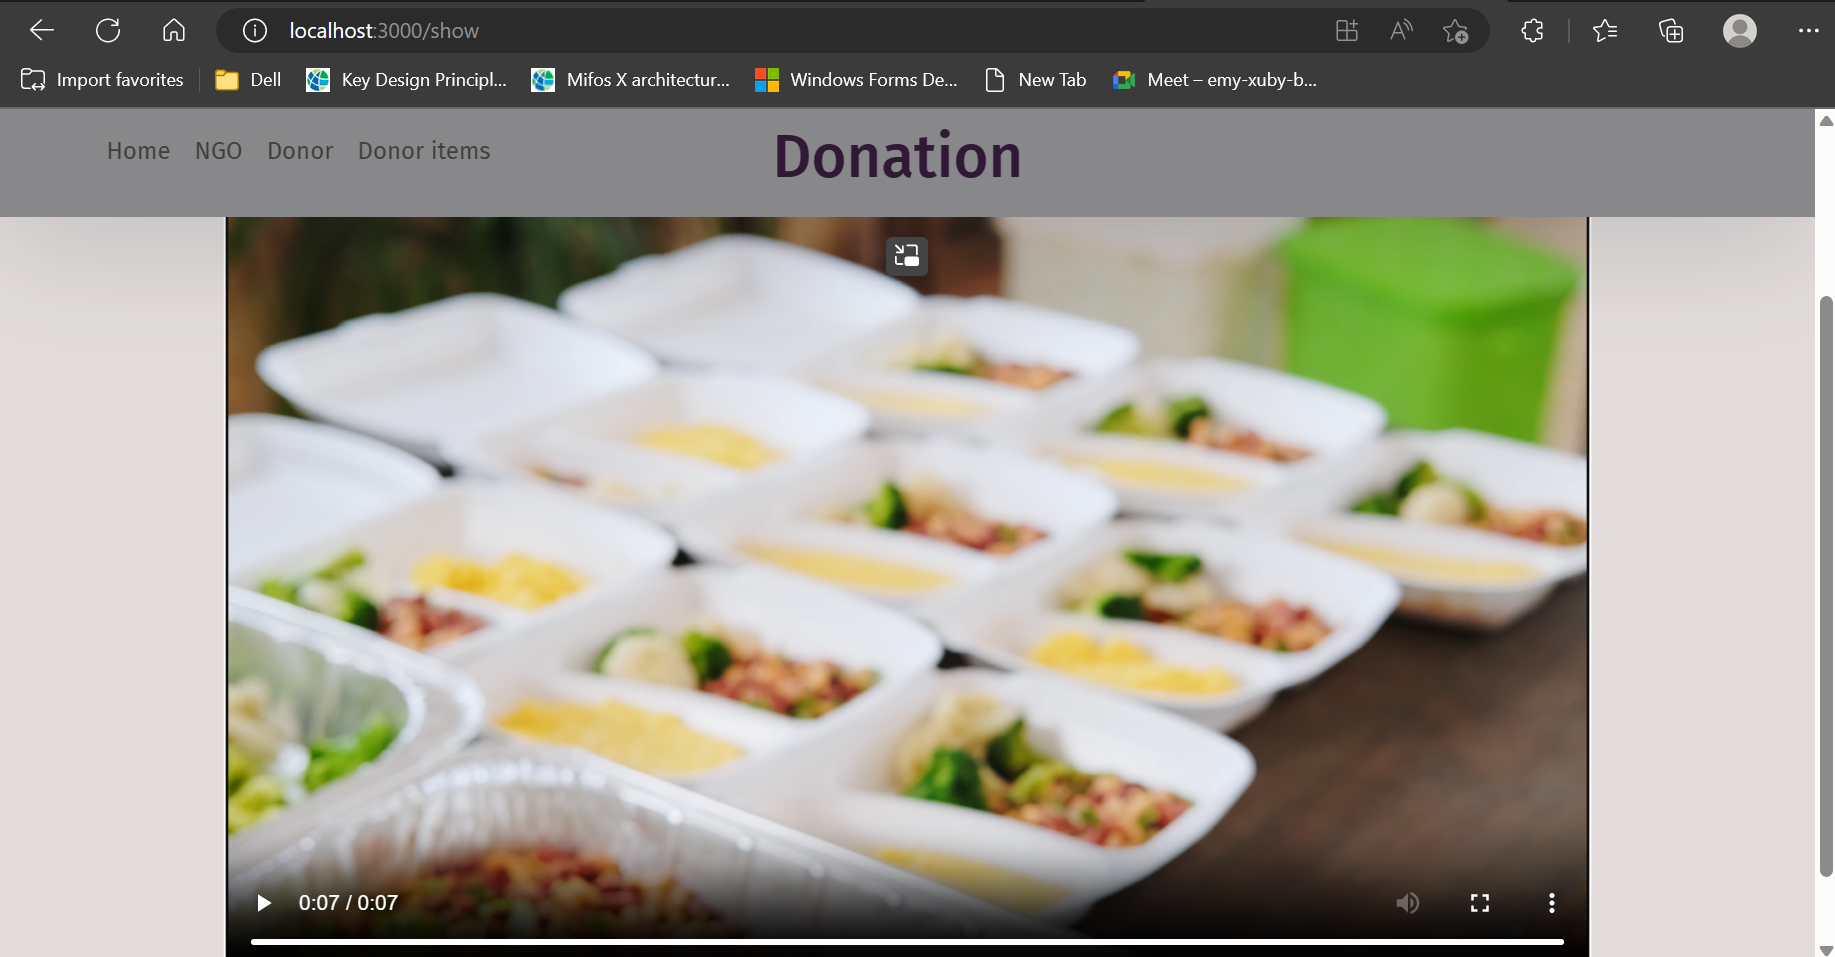 localhost:3000/show
Import favorites Dell Key Design Principl... Mifos X architectur... Windows Forms De... New Tab Meet – emy-xuby-b...
Home NGO Donor Donor items Donation
0:07 / 0:07